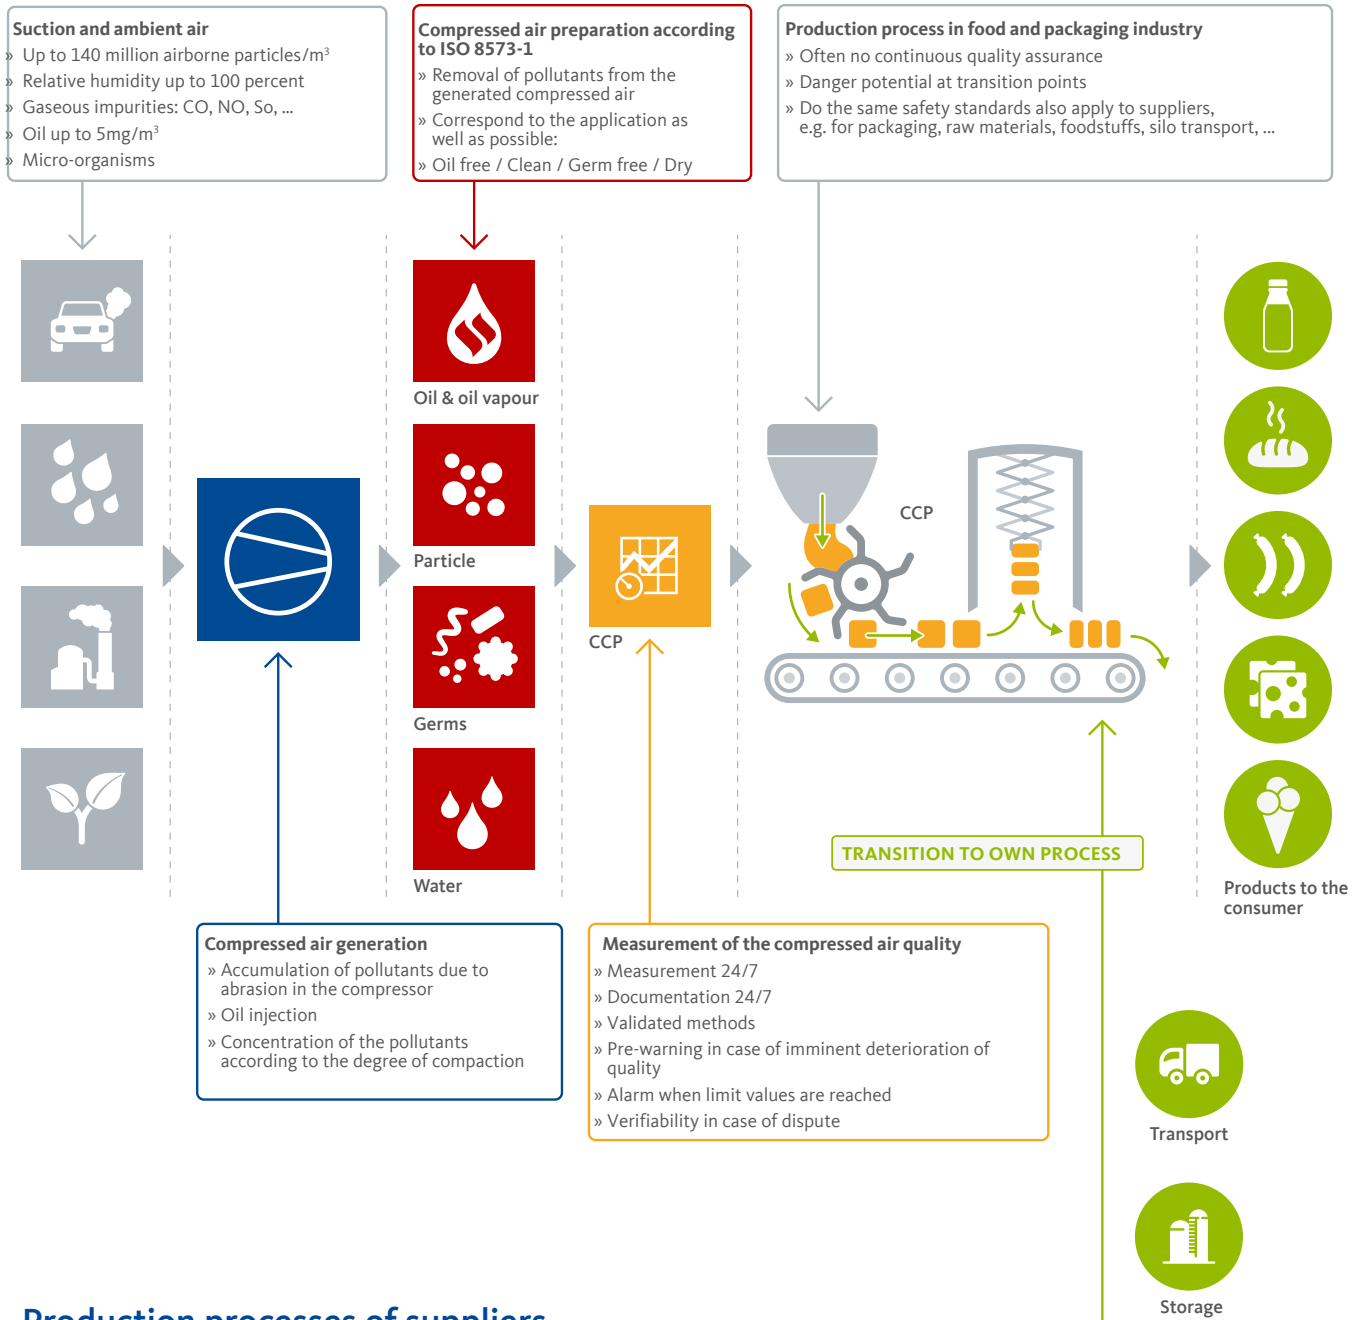 Suction and ambient air
» Up to 140 million airborne particles/m³
» Relative humidity up to 100 percent
» Gaseous impurities: CO, NO, So, ...
» Oil up to 5mg/m³
» Micro-organisms
Compressed air preparation according
to ISO 8573-1
» Removal of pollutants from the
generated compressed air
» Correspond to the application as
well as possible:
» Oil free / Clean / Germ free / Dry
Production process in food and packaging industry
» Often no continuous quality assurance
» Danger potential at transition points
» Do the same safety standards also apply to suppliers,
e.g. for packaging, raw materials, foodstuffs, silo transport, ...
Oil & oil vapour
Particle
Germs
Water
CCP
CCP
TRANSITION TO OWN PROCESS
Products to the
consumer
Compressed air generation
» Accumulation of pollutants due to
abrasion in the compressor
» Oil injection
» Concentration of the pollutants
according to the degree of compaction
Measurement of the compressed air quality
» Measurement 24/7
» Documentation 24/7
» Validated methods
» Pre-warning in case of imminent deterioration of
quality
» Alarm when limit values are reached
» Verifiability in case of dispute
Transport
Storage
Production processes of suppliers